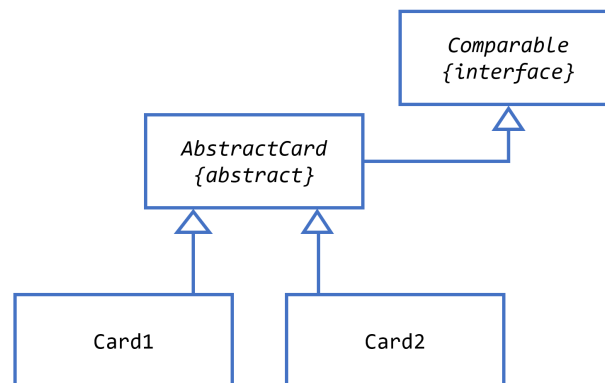 Comparable
{interface}
AbstractCard
{abstract}
Card1
Card2